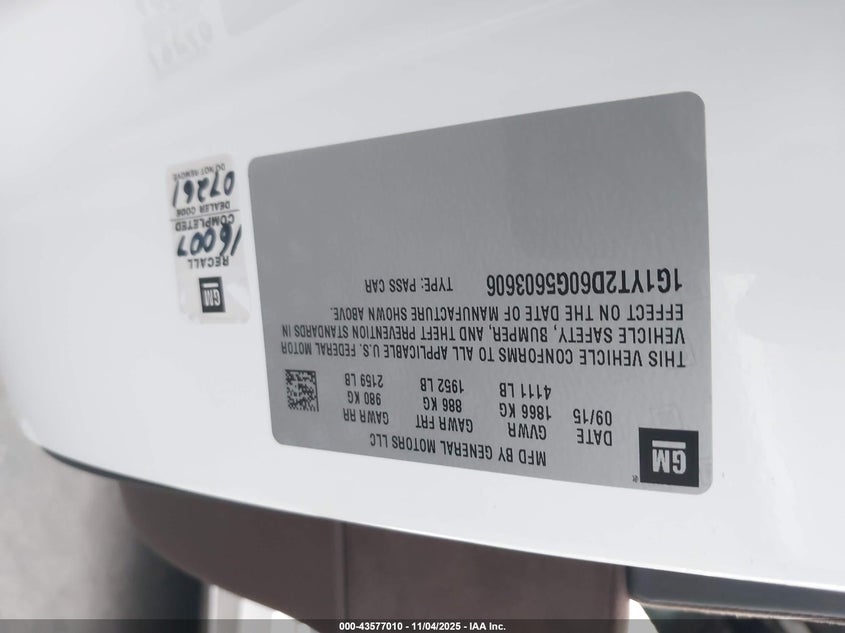 GM
MFD BY GENERAL MOTORS LLC
DATE GVWR GAWR FRT GAWR RR
09/15 1866 KG 886 KG 980 KG
4111 LB 1952 LB 2159 LB
THIS VEHICLE CONFORMS TO ALL APPLICABLE U.S. FEDERAL MOTOR
VEHICLE SAFETY, BUMPER, AND THEFT PREVENTION STANDARDS IN
EFFECT ON THE DATE OF MANUFACTURE SHOWN ABOVE.
1G1YT2D60G5603606 TYPE: PASS CAR
GM
RECALL
16007
COMPLETED
DEALER CODE
07261
DO NOT REMOVE
000-43577010 - 11/04/2025 - IAA Inc.